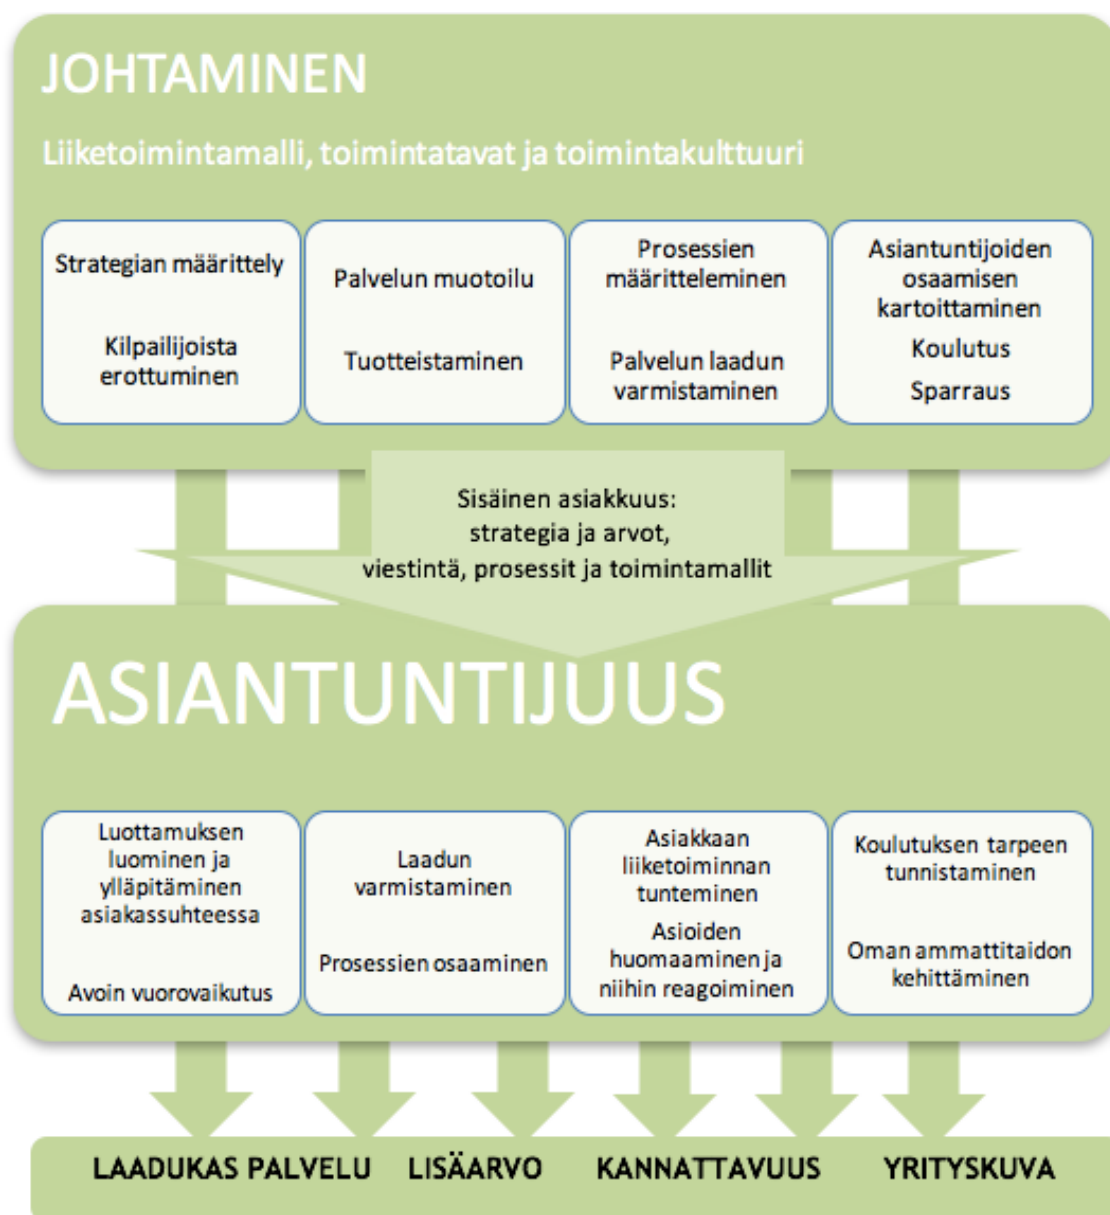 JOHTAMINEN
Liiketoimintamalli, toimintatavat ja toimintakulttuuri
Strategian määrittely
Kilpailijoista
erottuminen
Palvelun muotoilu
Tuotteistaminen
Prosessien
määritteleminen
Palvelun laadun
varmistaminen
Asiantuntijoiden
osaamisen
kartoittaminen
Koulutus
Sparraus
Sisäinen asiakkuus:
strategia ja arvot,
viestintä, prosessit ja toimintamallit
ASIANTUNTIJUUS
Luottamuksen
luominen ja
ylläpitäminen
asiakassuhteessa
Avoin vuorovaikutus
Laadun
varmistaminen
Prosessien osaaminen
Asiakkaan
liiketoiminnan
tunteminen
Asioiden
huomaaminen ja
niihin reagoiminen
Koulutuksen tarpeen
tunnistaminen
Oman ammattitaidon
kehittäminen
LAADUKAS PALVELU LISÄARVO KANNATTAVUUS YRITYSKUVA